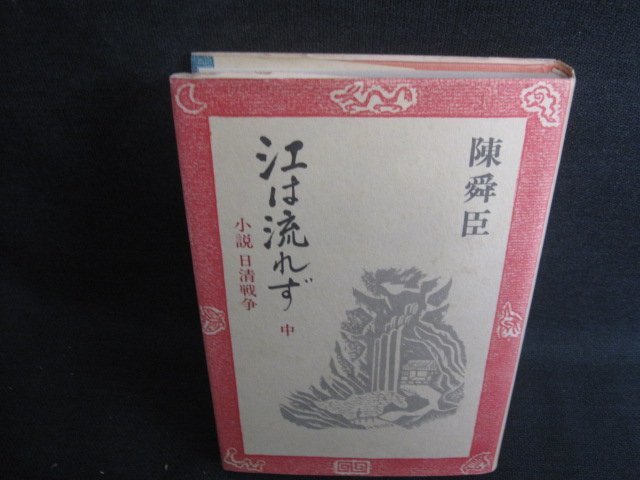 陳舜臣
江は流れず
小説 日清戦争 中